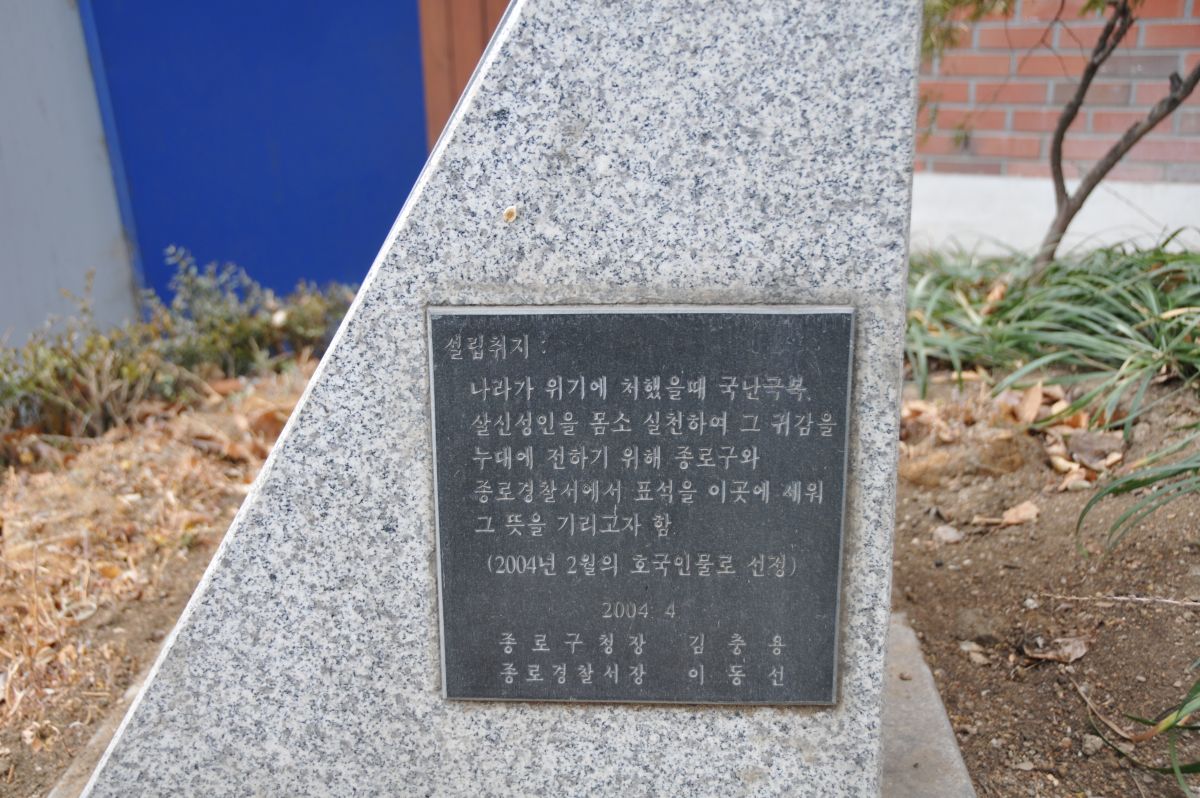 설립취지 :
나라가 위기에 처했을때 국난극복,
살신성인을 몸소 실천하여 그 귀감을
누대에 전하기 위해 종로구와
종로경찰서에서 표석을 이곳에 세워
그 뜻을 기리고자 함.
(2004년 2월의 호국인물로 선정)
2004. 4
종로구청장 김충용
종로경찰서장 이동선